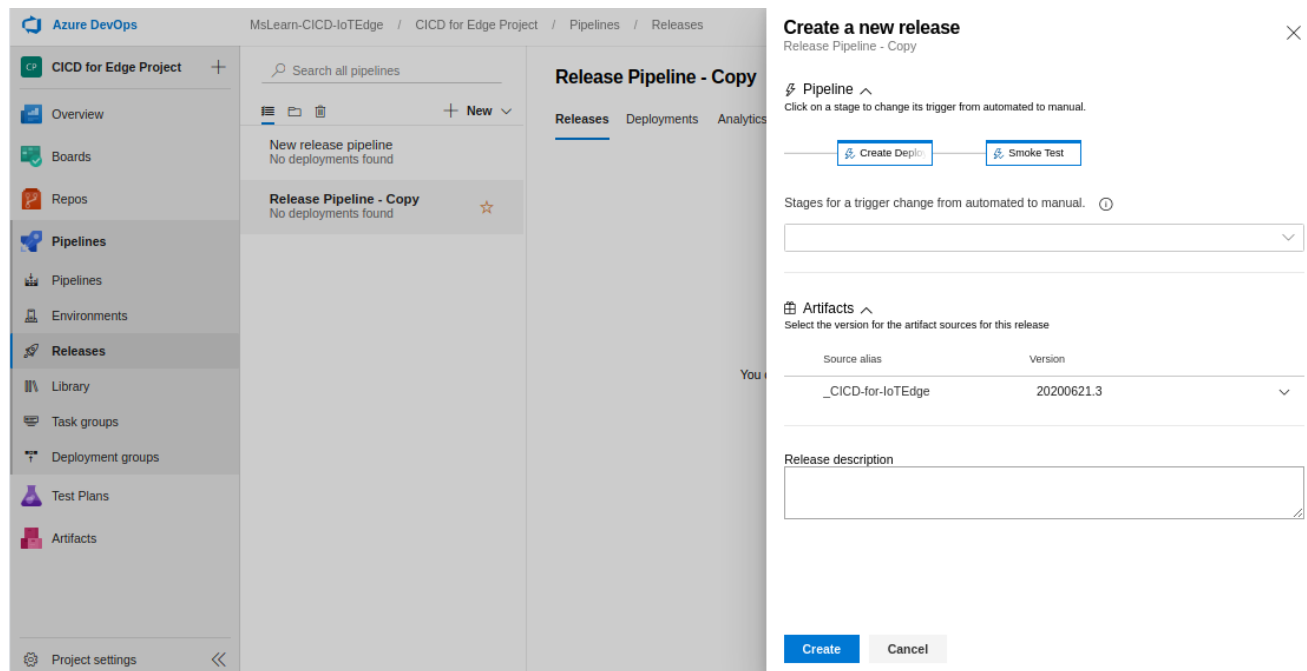 Azure DevOps
MsLearn-CICD-IoTEdge / CICD for Edge Project / Pipelines / Releases
CP CICD for Edge Project
Overview
Boards
Repos
Pipelines
Pipelines
Environments
Releases
Library
Task groups
Deployment groups
Test Plans
Artifacts
Project settings
Search all pipelines
New
New release pipeline
No deployments found
Release Pipeline - Copy
No deployments found
Release Pipeline - Copy
Releases Deployments Analytics
You
Create a new release
Release Pipeline - Copy
Pipeline
Click on a stage to change its trigger from automated to manual.
Create Deplo Smoke Test
Stages for a trigger change from automated to manual.
Artifacts
Select the version for the artifact sources for this release
Source alias Version
_CICD-for-IoTEdge 20200621.3
Release description
Create Cancel